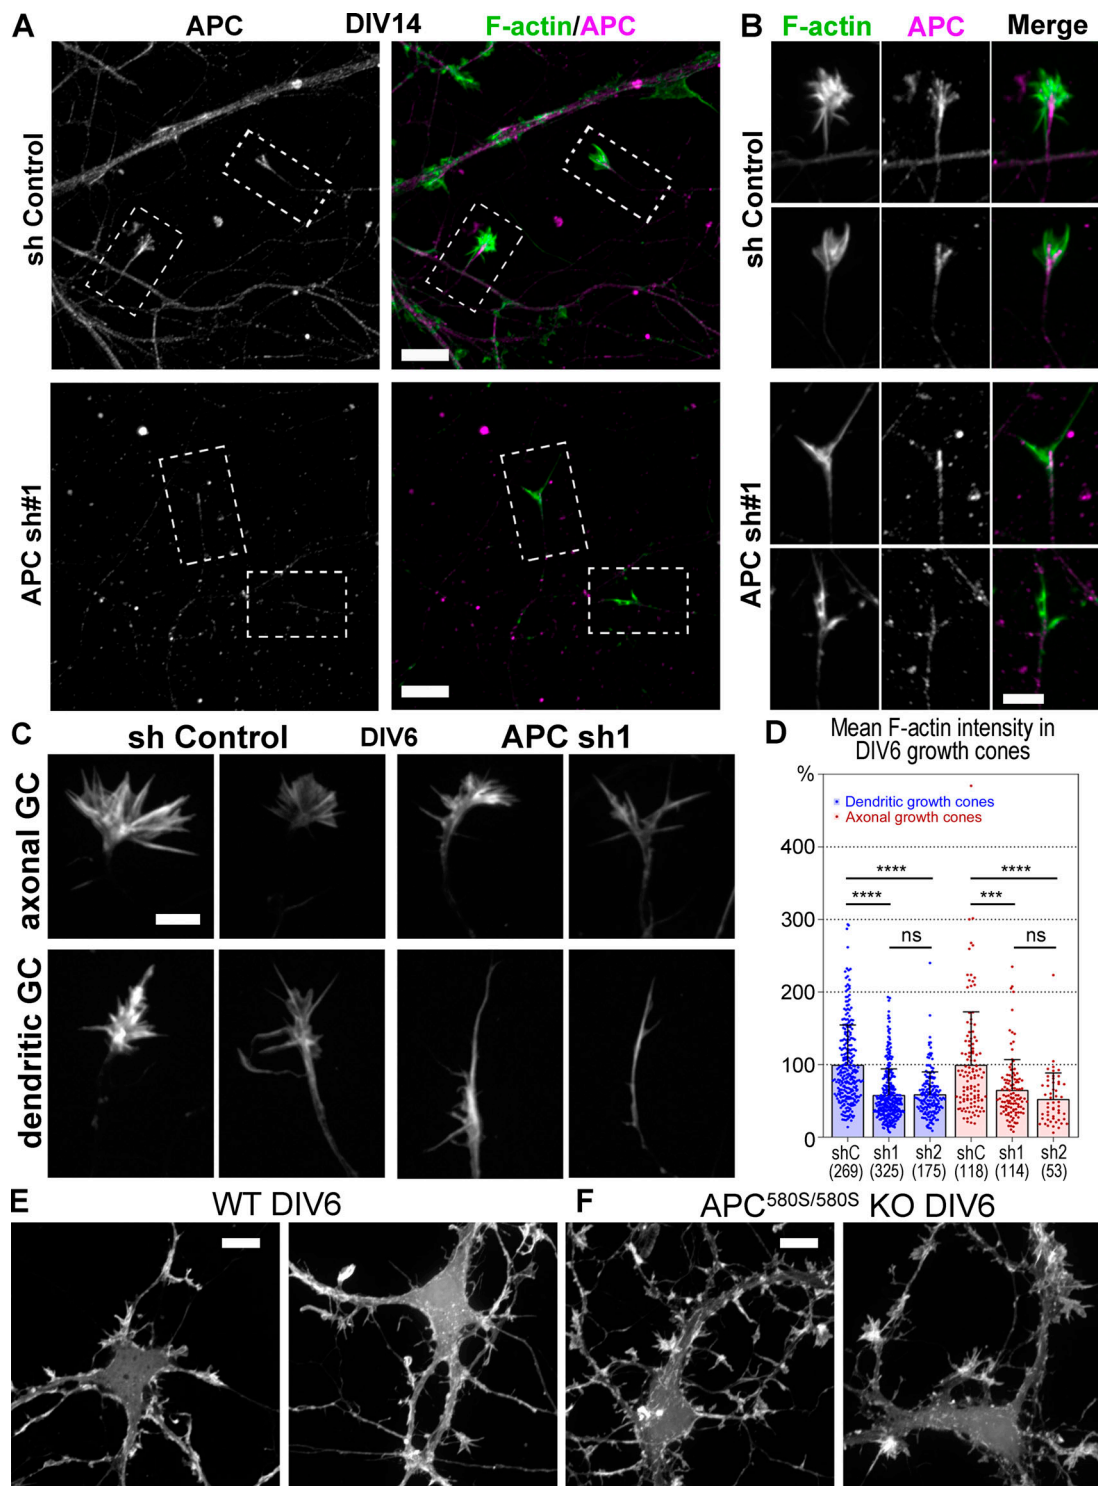 A
APC
DIV14
F-actin/APC
B
F-actin
APC
Merge
sh Control
sh Control
APC sh#1
APC sh#1
C
sh Control
DIV6
APC sh1
axonal GC
dendritic GC
D
Mean F-actin intensity in
DIV6 growth cones
%
Dendritic growth cones
Axonal growth cones
400
300
200
100
0
**** ****
**** ***
ns ns
shC sh1 sh2 shC sh1 sh2
(269) (325) (175) (118) (114) (53)
E
WT DIV6
F
APC580S/580S KO DIV6